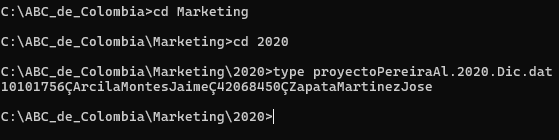 C:\ABC_de_Colombia>cd Marketing
C:\ABC_de_Colombia\Marketing>cd 2020
C:\ABC_de_Colombia\Marketing\2020>type proyectoPereiraAl.2020.Dic.dat
10101756ÇArcilaMontesJaimeÇ42068450ÇZapataMartinezJose
C:\ABC_de_Colombia\Marketing\2020>